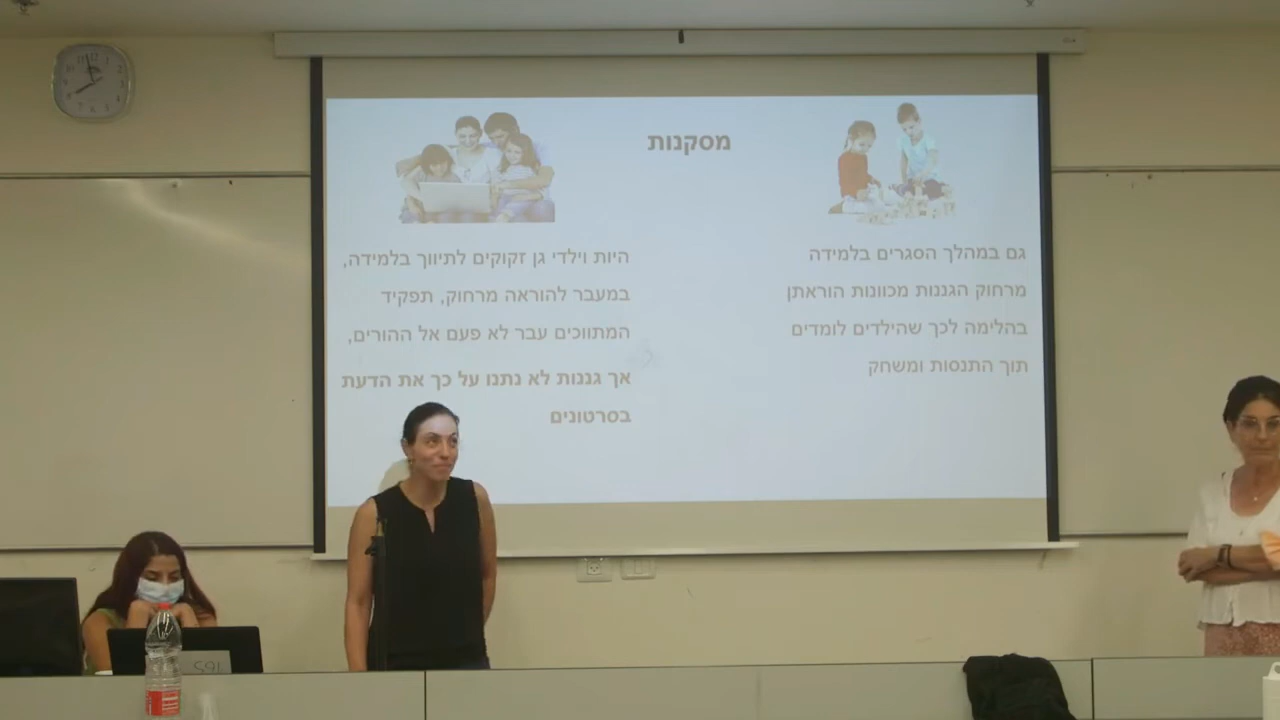 מסקנות
גם במהלך הסגרים בלמידה
מרחוק הגננות מכוונות הוראתן
בהלימה לכך שהילדים לומדים
תוך התנסות ומשחק
היות וילדי גן זקוקים לתיווך בלמידה,
במעבר להוראה מרחוק, תפקיד
המתווכים עבר לא פעם אל ההורים,
אך גננות לא נתנו על כך את הדעת
בסרטונים